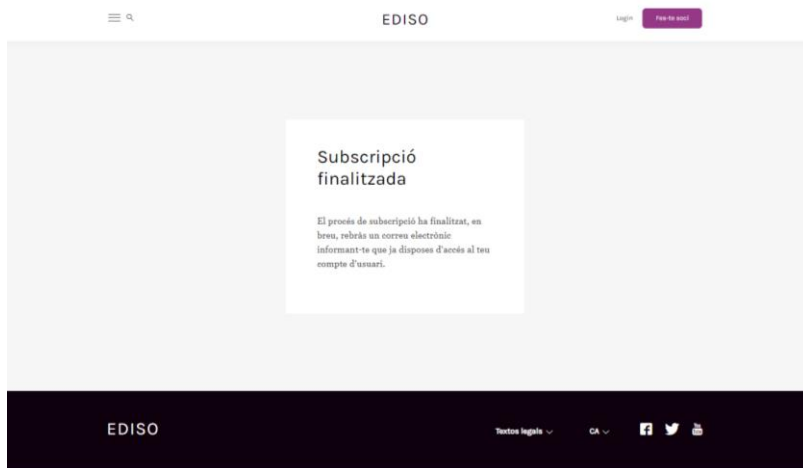 EDISO
Login
Fes-te soci
Subscripció
finalitzada
El procés de subscripció ha finalitzat, en
breu, rebràs un correu electrònic
informant-te que ja disposes d'accés al teu
compte d'usuari.
EDISO
Textos legals
CA